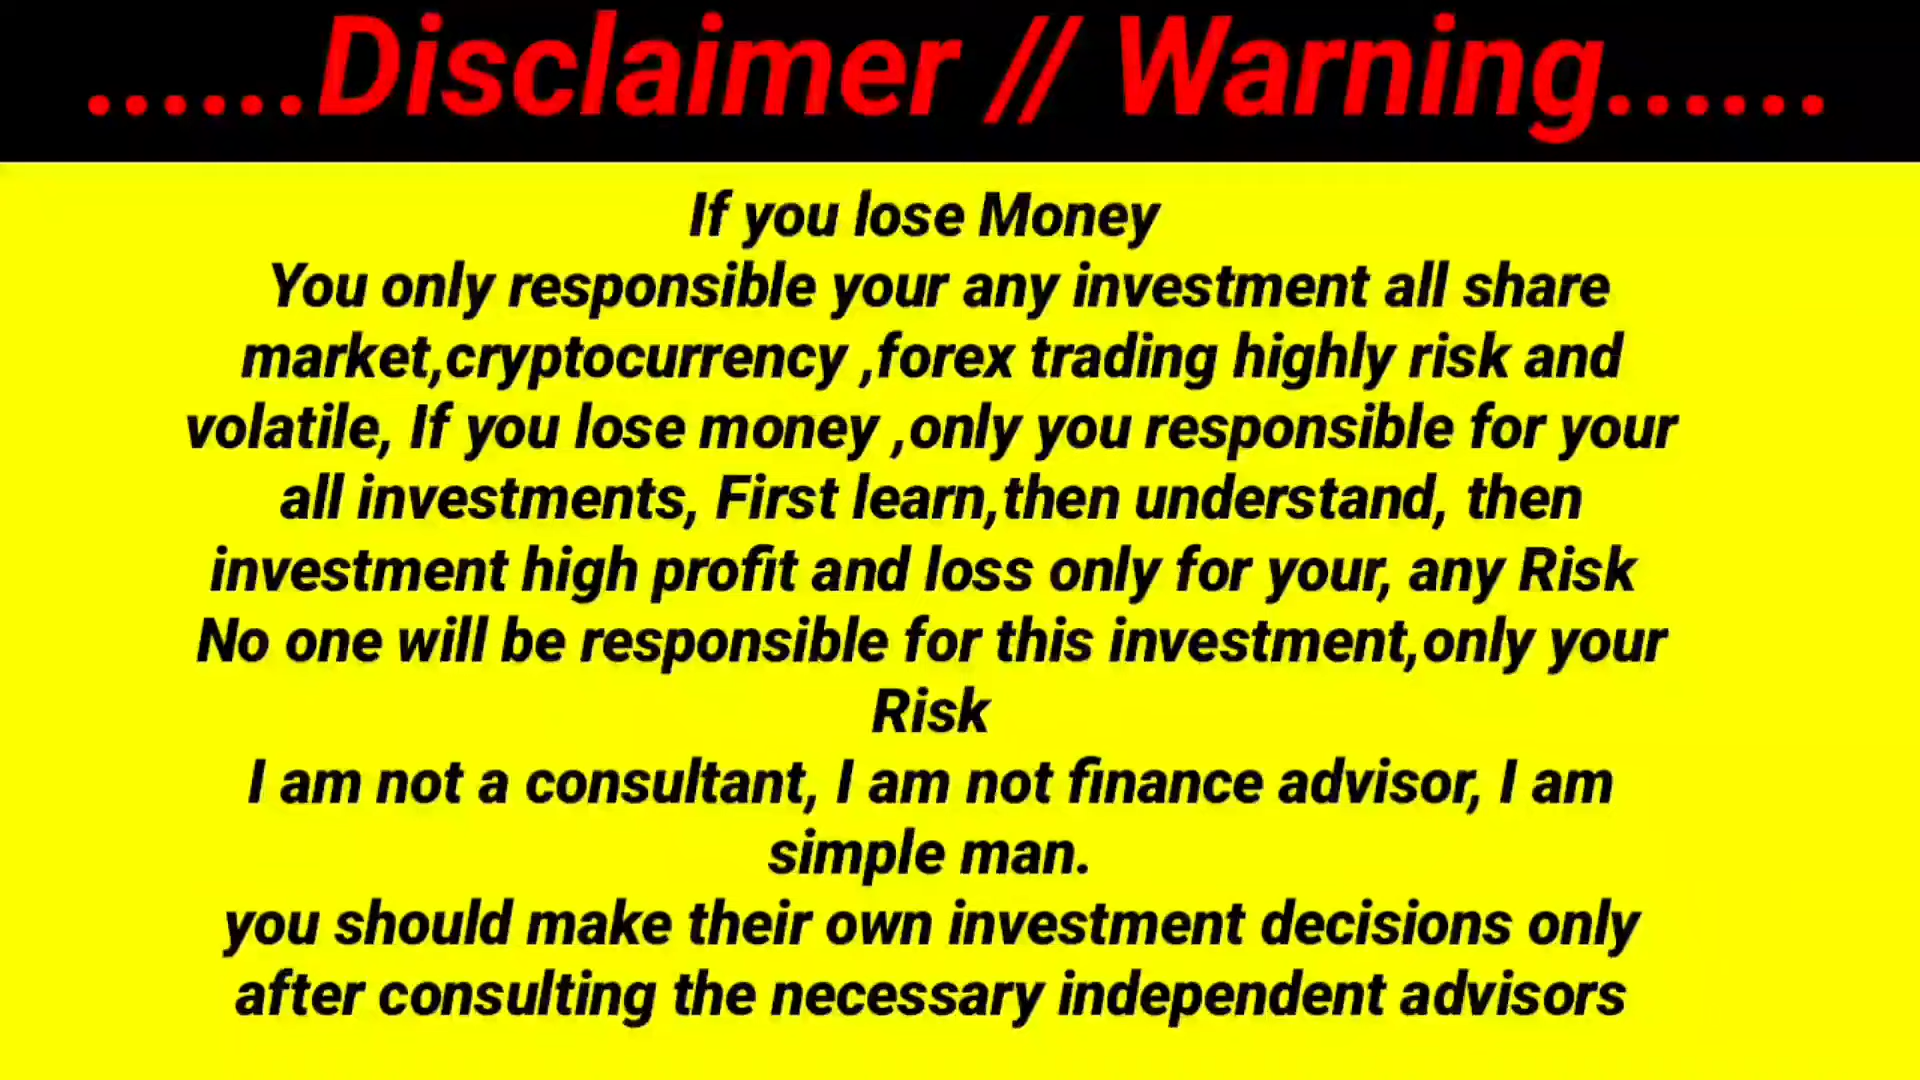 ......Disclaimer // Warning......
If you lose Money
You only responsible your any investment all share
market,cryptocurrency ,forex trading highly risk and
volatile, If you lose money ,only you responsible for your
all investments, First learn,then understand, then
investment high profit and loss only for your, any Risk
No one will be responsible for this investment,only your
Risk
I am not a consultant, I am not finance advisor, I am
simple man.
you should make their own investment decisions only
after consulting the necessary independent advisors